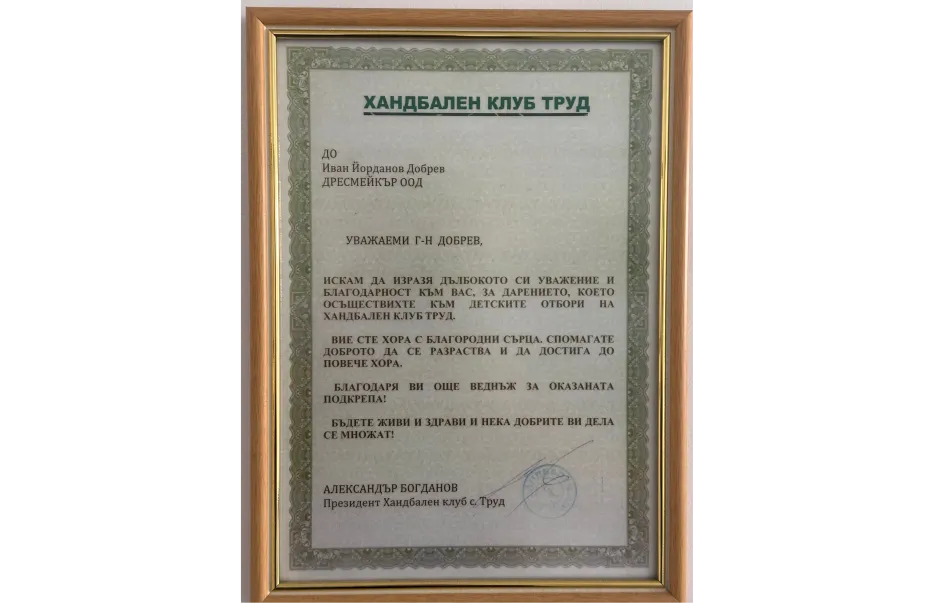 ХАНДБАЛЕН КЛУБ ТРУД
ДО
Иван Йорданов Добрев
ДРЕСМЕЙКЪР ООД
УВАЖАЕМИ Г-Н ДОБРЕВ,
ИСКАМ ДА ИЗРАЗЯ ДЪЛБОКОТО СИ УВАЖЕНИЕ И
БЛАГОДАРНОСТ КЪМ ВАС, ЗА ДАРЕНИЕТО, КОЕТО
ОСЪЩЕСТВИХТЕ КЪМ ДЕТСКИТЕ ОТБОРИ НА
ХАНДБАЛЕН КЛУБ ТРУД.
ВИЕ СТЕ ХОРА С БЛАГОРОДНИ СЪРЦА. СПОМАГАТЕ
ДОБРОТО ДА СЕ РАЗРАСТВА И ДА ДОСТИГА ДО
ПОВЕЧЕ ХОРА.
БЛАГОДАРЯ ВИ ОЩЕ ВЕДНЪЖ ЗА ОКАЗАНАТА
ПОДКРЕПА!
БЪДЕТЕ ЖИВИ И ЗДРАВИ И НЕКА ДОБРИТЕ ВИ ДЕЛА
СЕ МНОЖАТ!
АЛЕКСАНДЪР БОГДАНОВ
Президент Хандбален клуб с. Труд